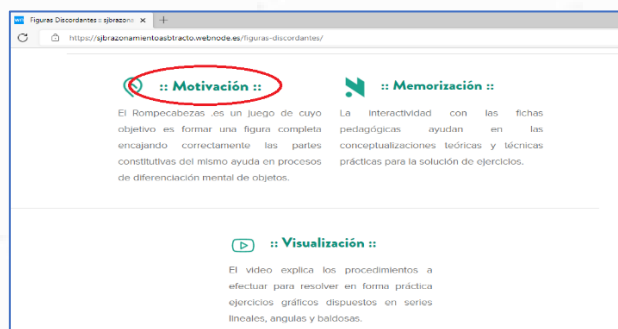 Figuras Discordantes :: sjbrazona
https://sjbrazonamientoasbtracto.webnode.es/figuras-discordantes/
:: Motivación ::
El Rompecabezas .es un juego de cuyo
objetivo es formar una figura completa
encajando correctamente las partes
constitutivas del mismo ayuda en procesos
de diferenciación mental de objetos.
:: Memorización ::
La interactividad con las fichas
pedagógicas ayudan en las
conceptualizaciones teóricas y técnicas
prácticas para la solución de ejercicios.
:: Visualización ::
El video explica los procedimientos a
efectuar para resolver en forma práctica
ejercicios gráficos dispuestos en series
lineales, angulas y baldosas.